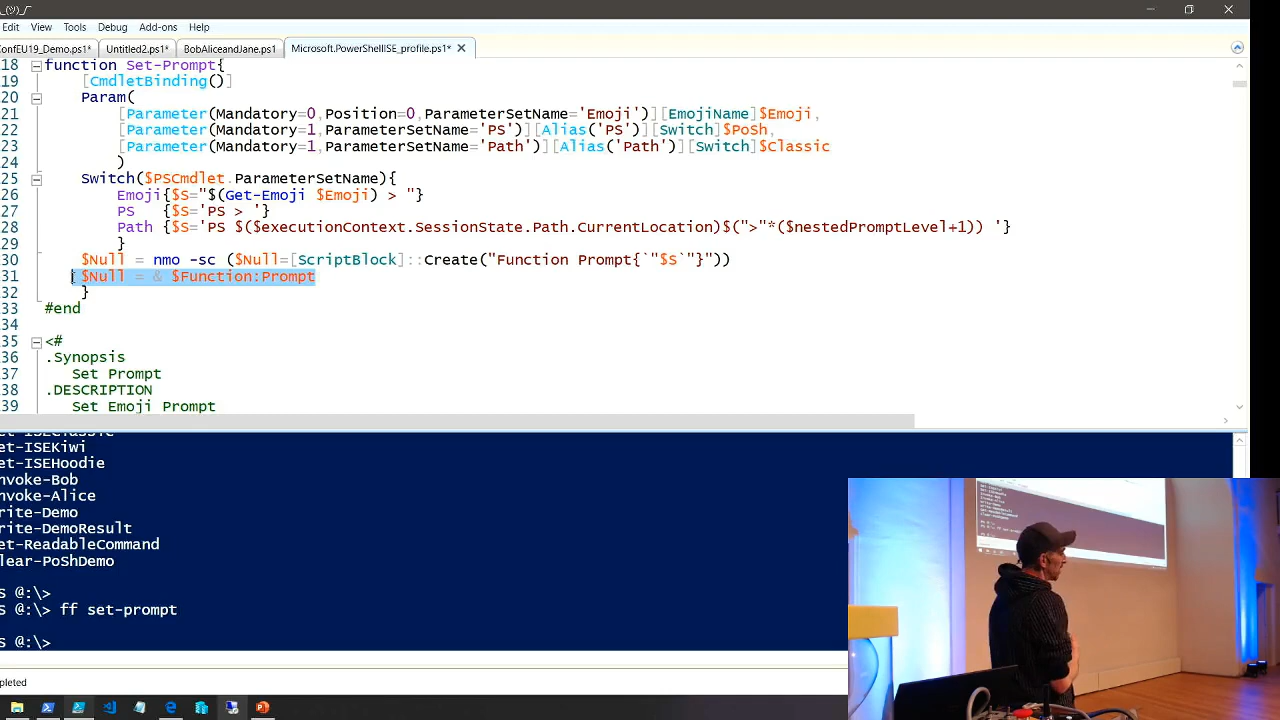 Edit View Tools Debug Add-ons Help
onfEU19_Demo.ps1* Untitled2.ps1* BobAliceandJane.ps1 Microsoft.PowerShellISE_profile.ps1*
18 function Set-Prompt{
19 [CmdletBinding()]
20 Param(
21 [Parameter(Mandatory=0,Position=0,ParameterSetName='Emoji')][EmojiName]$Emoji,
22 [Parameter(Mandatory=1,ParameterSetName='PS')][Alias('PS')][Switch]$PoSh,
23 [Parameter(Mandatory=1,ParameterSetName='Path')][Alias('Path')][Switch]$Classic
24 )
25 Switch($PSCmdlet.ParameterSetName){
26 Emoji{$S="$(Get-Emoji $Emoji) > "}
27 PS {$S='PS > '}
28 Path {$S='PS $($executionContext.SessionState.Path.CurrentLocation)$(">"*($nestedPromptLevel+1)) '}
29 }
30 $Null = nmo -sc ($Null=[ScriptBlock]::Create("Function Prompt{`"$S`"}"))
31 $Null = & $Function:Prompt
32 }
33 #end
34
35 <#
36 .Synopsis
37 Set Prompt
38 .DESCRIPTION
39 Set Emoji Prompt
et-ISEClassic
et-ISEKiwi
et-ISEHoodie
nvoke-Bob
nvoke-Alice
rite-Demo
rite-DemoResult
et-ReadableCommand
lear-PoShDemo
S @:\>
S @:\> ff set-prompt
S @:\>
pleted